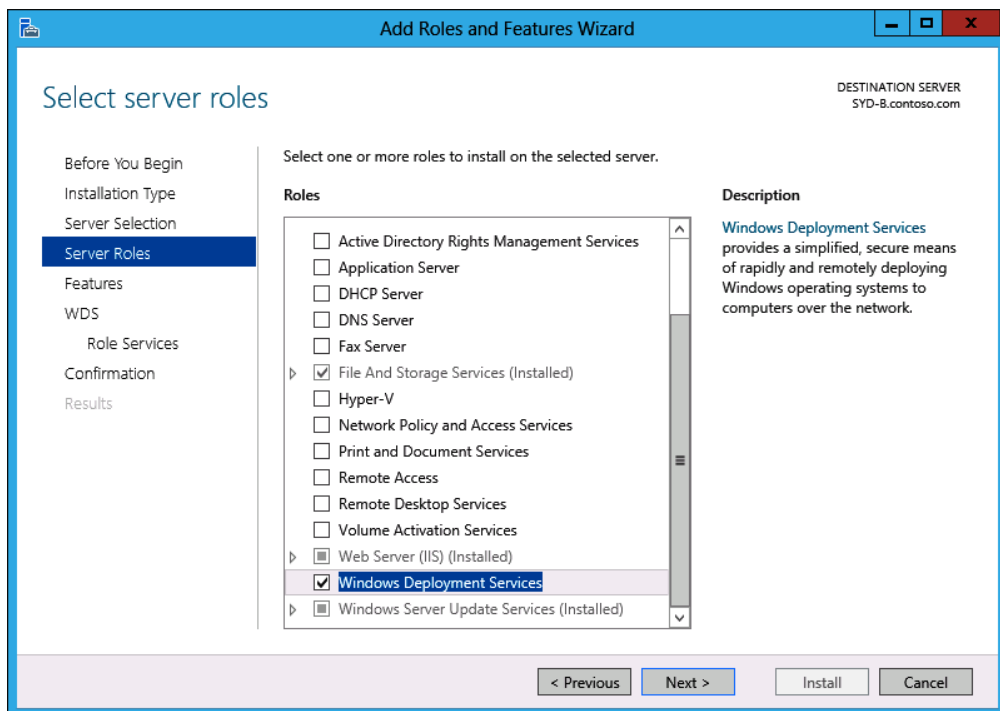 Add Roles and Features Wizard
Select server roles
DESTINATION SERVER
SYD-B.contoso.com
Before You Begin
Installation Type
Server Selection
Server Roles
Features
WDS
Role Services
Confirmation
Results
Select one or more roles to install on the selected server.
Roles
Active Directory Rights Management Services
Application Server
DHCP Server
DNS Server
Fax Server
File And Storage Services (Installed)
Hyper-V
Network Policy and Access Services
Print and Document Services
Remote Access
Remote Desktop Services
Volume Activation Services
Web Server (IIS) (Installed)
Windows Deployment Services
Windows Server Update Services (Installed)
Description
Windows Deployment Services
provides a simplified, secure means
of rapidly and remotely deploying
Windows operating systems to
computers over the network.
< Previous
Next >
Install
Cancel